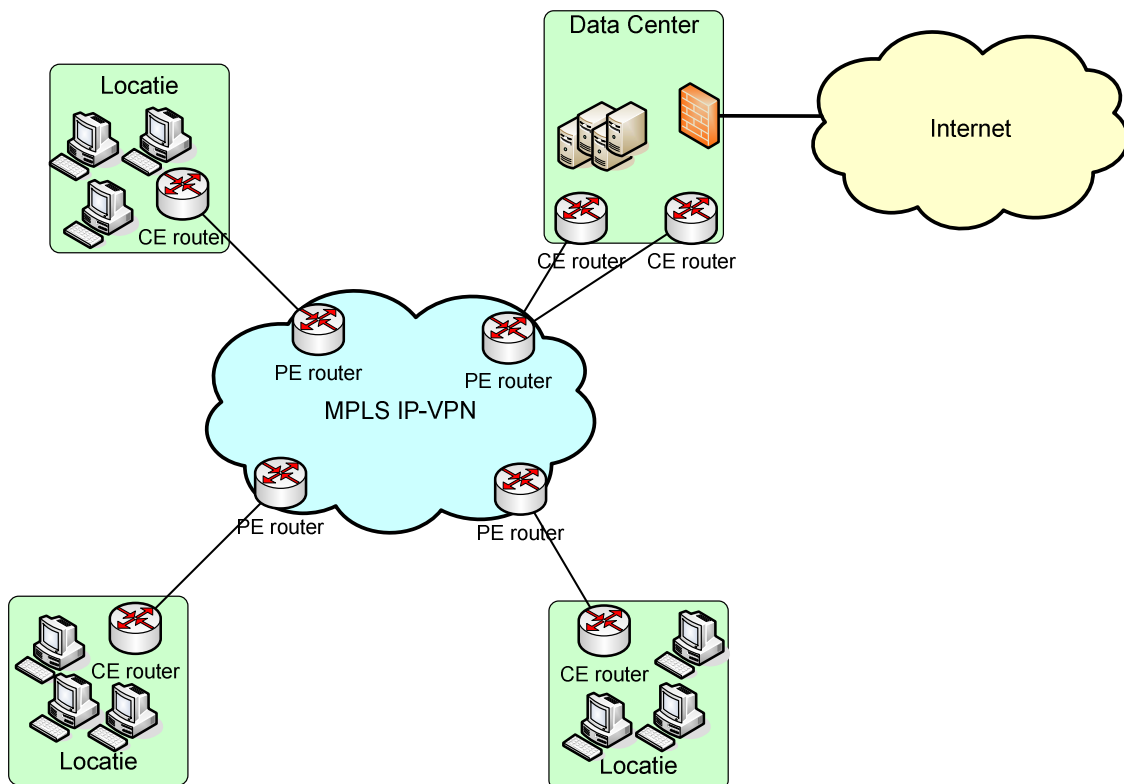 Data Center
Locatie
Internet
CE router
CE router
CE router
PE router
PE router
MPLS IP-VPN
PE router
PE router
CE router
CE router
Locatie
Locatie